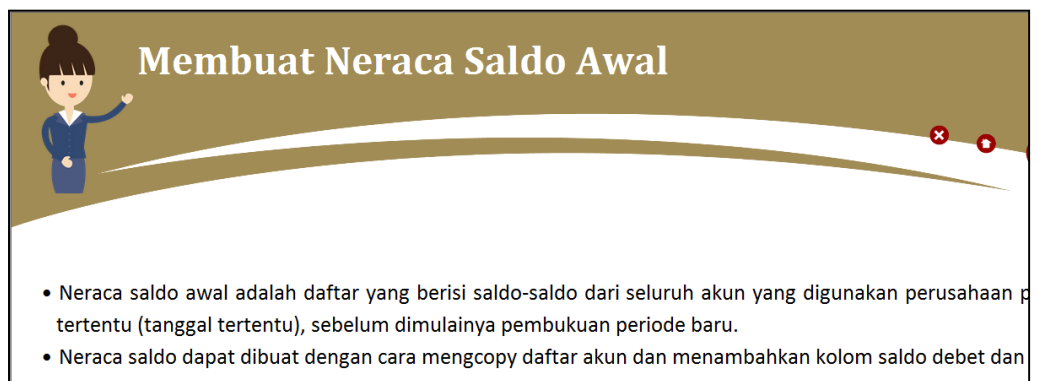 Membuat Neraca Saldo Awal
• Neraca saldo awal adalah daftar yang berisi saldo-saldo dari seluruh akun yang digunakan perusahaan
tertentu (tanggal tertentu), sebelum dimulainya pembukuan periode baru.
• Neraca saldo dapat dibuat dengan cara mengcopy daftar akun dan menambahkan kolom saldo debet dan